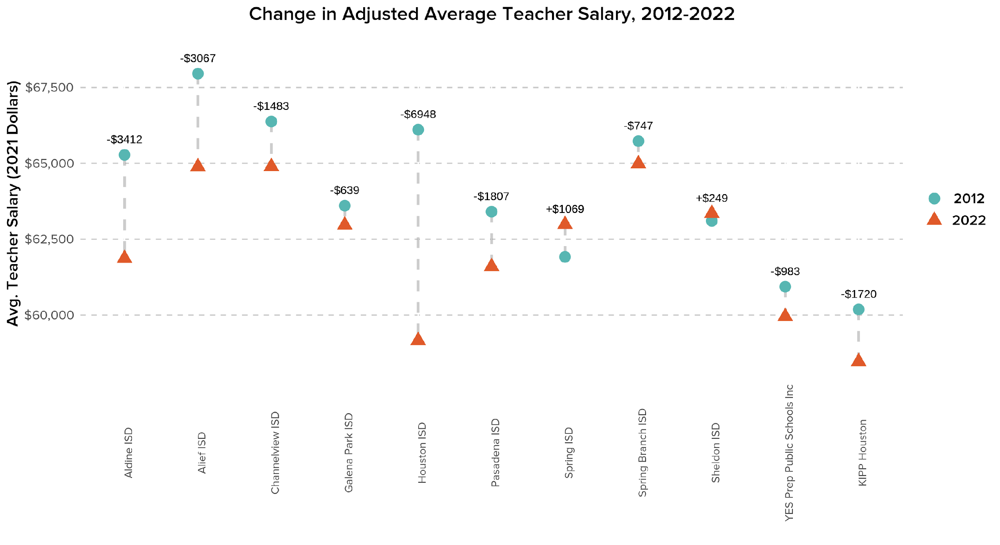 Change in Adjusted Average Teacher Salary, 2012-2022
Avg. Teacher Salary (2021 Dollars)
$67,500
$65,000
$62,500
$60,000
-$3412
-$3067
-$1483
-$639
-$6948
-$1807
+$1069
-$747
+$249
-$983
-$1720
2012
2022
Aldine ISD
Alief ISD
Channelview ISD
Galena Park ISD
Houston ISD
Pasadena ISD
Spring ISD
Spring Branch ISD
Sheldon ISD
YES Prep Public Schools Inc
KIPP Houston